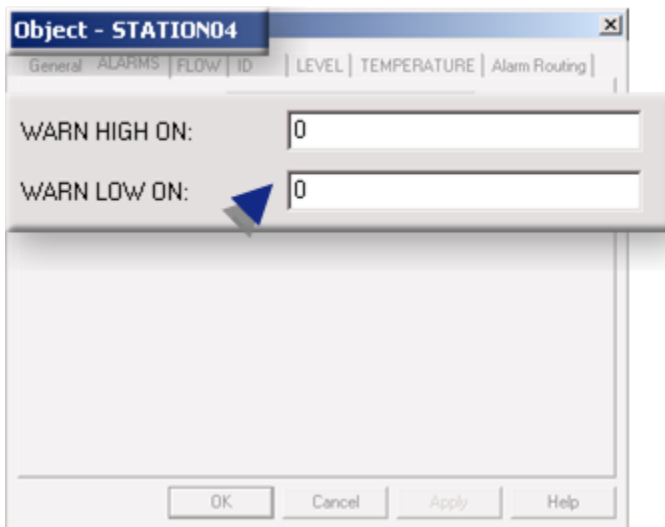 Object - STATION04
General ALARMS FLOW ID LEVEL TEMPERATURE Alarm Routing
WARN HIGH ON: 0
WARN LOW ON: 0
OK Cancel Apply Help